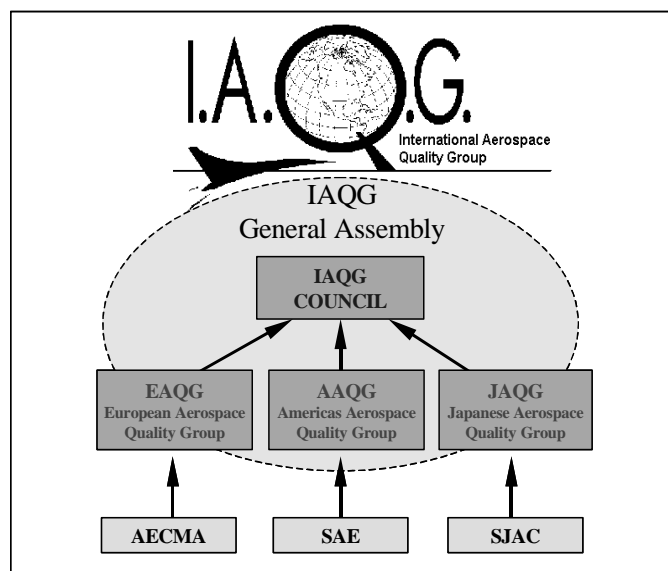 I.A.Q.G.
International Aerospace
Quality Group
IAQG
General Assembly
IAQG
COUNCIL
EAQG
European Aerospace
Quality Group
AAQG
Americas Aerospace
Quality Group
JAQG
Japanese Aerospace
Quality Group
AECMA
SAE
SJAC